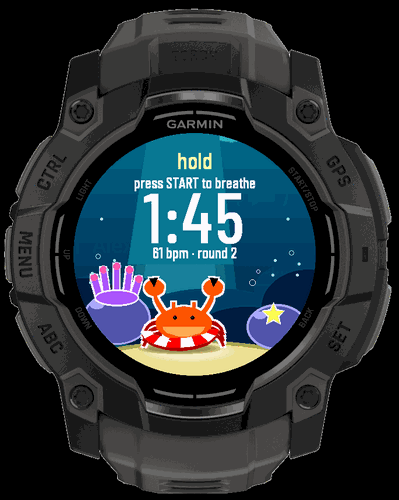 GARMIN
CTRL
GPS
LIGHT
START/STOP
hold
press START to breathe
1:45
61 bpm · round 2
MENU
UP
DOWN
BACK
ABC
SET